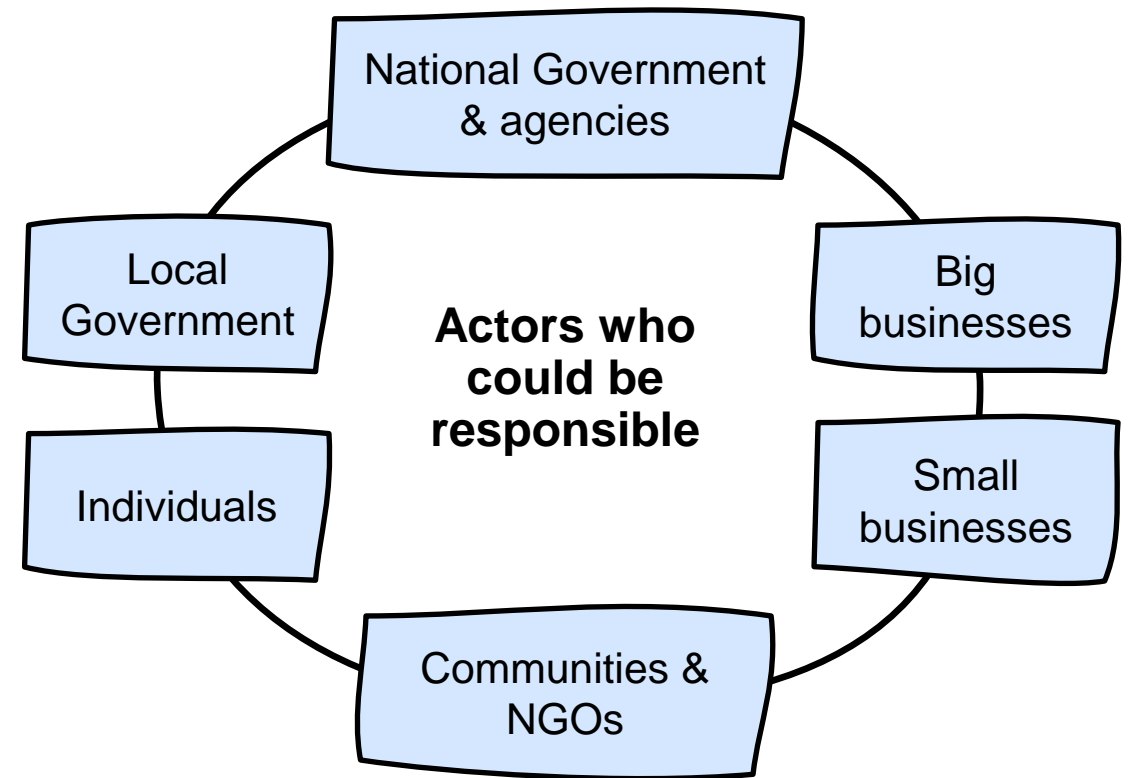 National Government
& agencies
Local
Government
Big
businesses
Actors who
could be
responsible
Individuals
Small
businesses
Communities &
NGOs